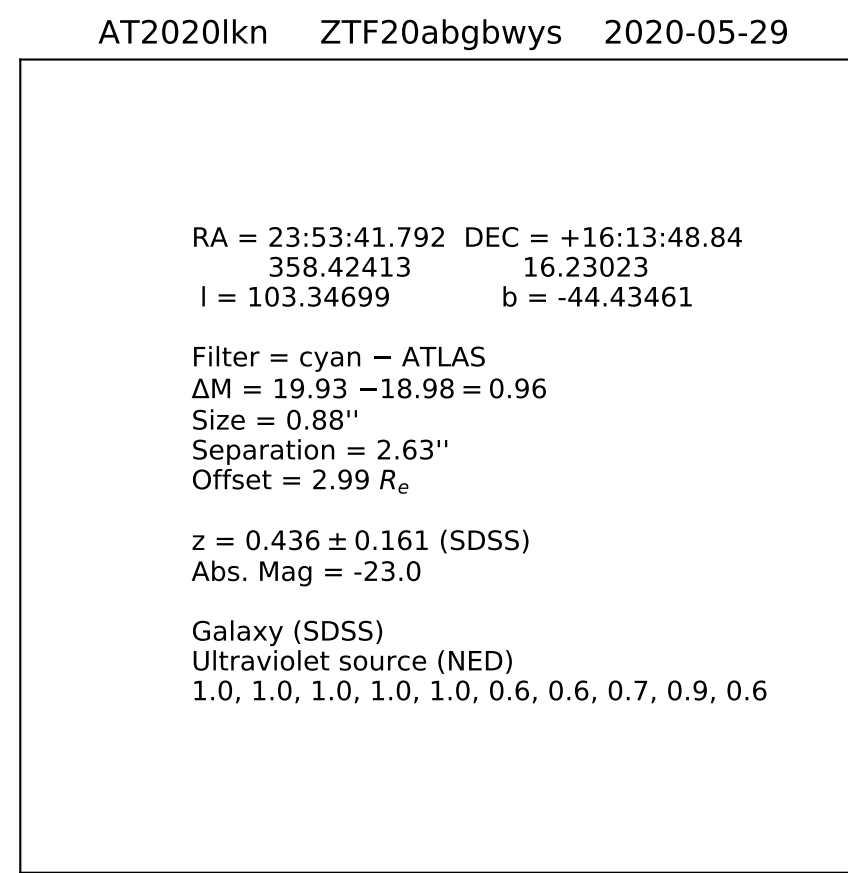 AT2020lkn ZTF20abgbwys 2020-05-29
RA = 23:53:41.792 DEC = +16:13:48.84
358.42413 16.23023
l = 103.34699 b = -44.43461
Filter = cyan − ATLAS
ΔM = 19.93 −18.98 = 0.96
Size = 0.88''
Separation = 2.63''
Offset = 2.99 Rₑ
z = 0.436 ± 0.161 (SDSS)
Abs. Mag = -23.0
Galaxy (SDSS)
Ultraviolet source (NED)
1.0, 1.0, 1.0, 1.0, 1.0, 0.6, 0.6, 0.7, 0.9, 0.6